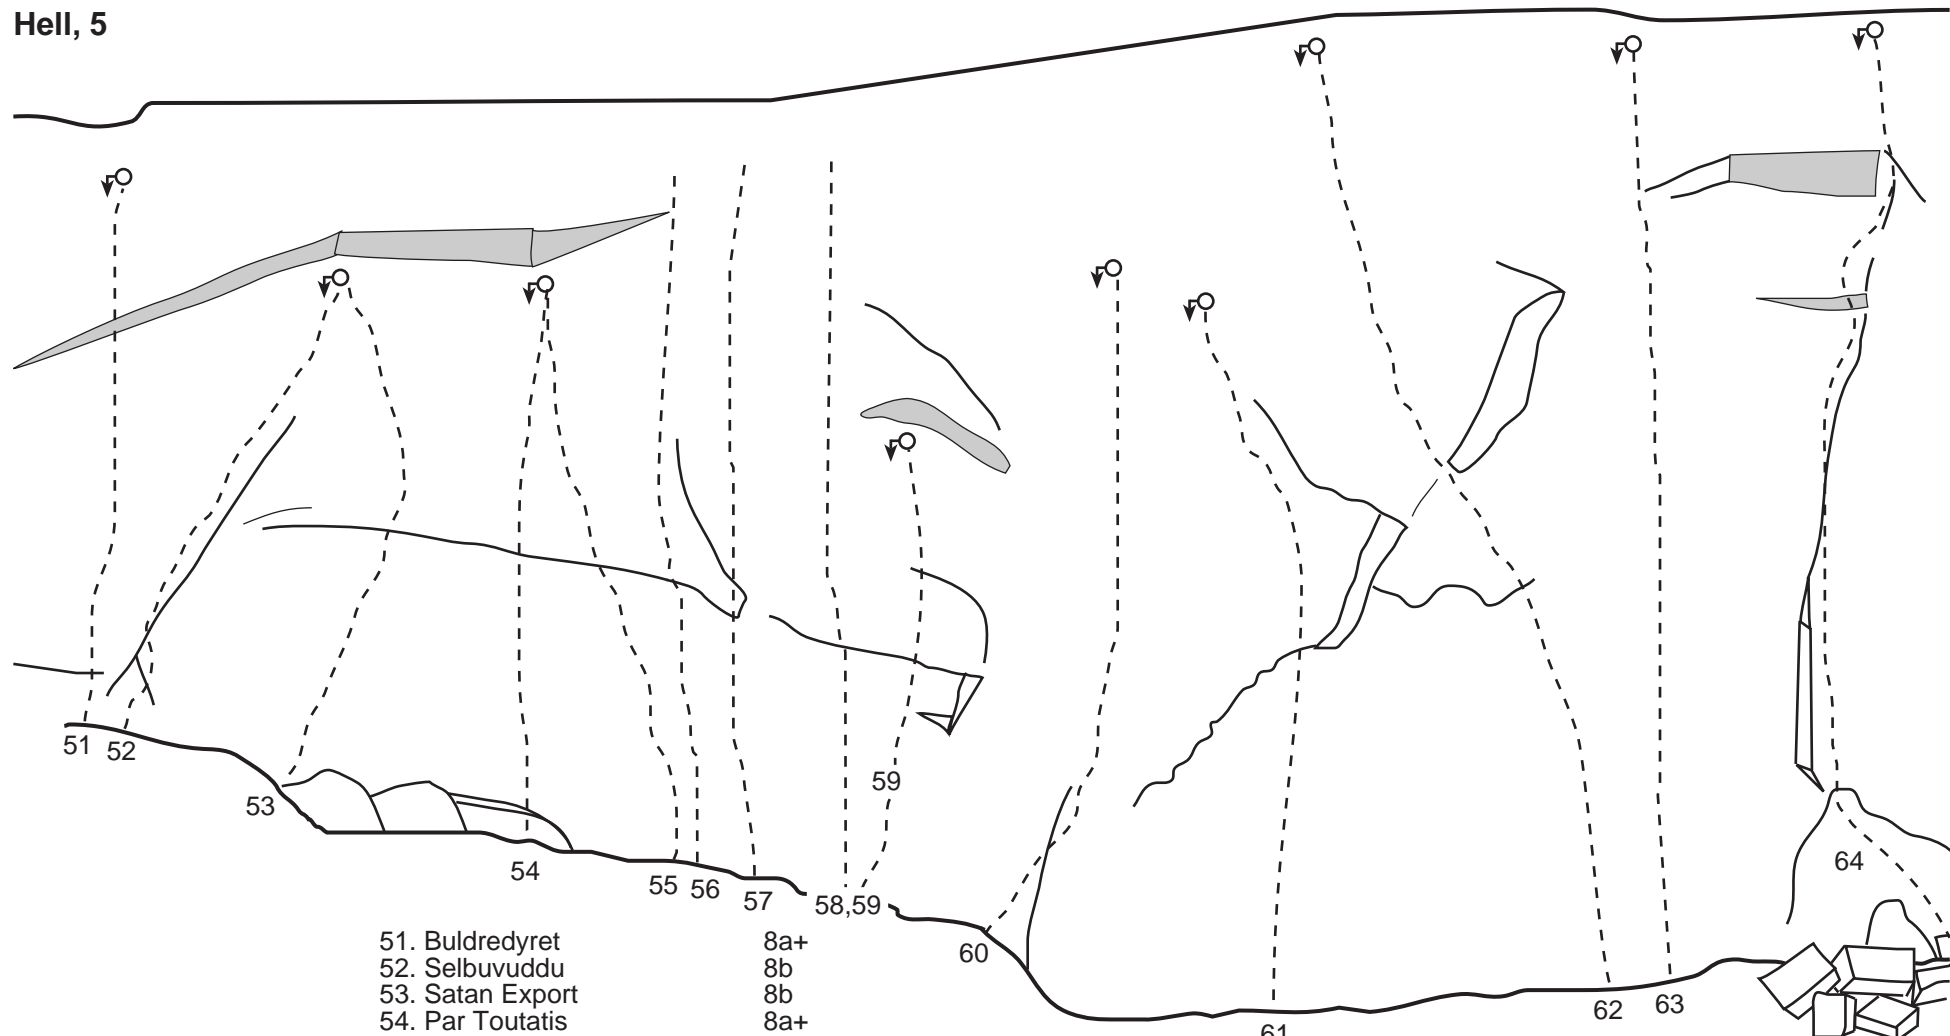 Hell, 5
51
52
53
54
55
56
57
58,59
59
60
61
62
63
64
51. Buldredyret 8a+
52. Selbuvuddu 8b
53. Satan Export 8b
54. Par Toutatis 8a+